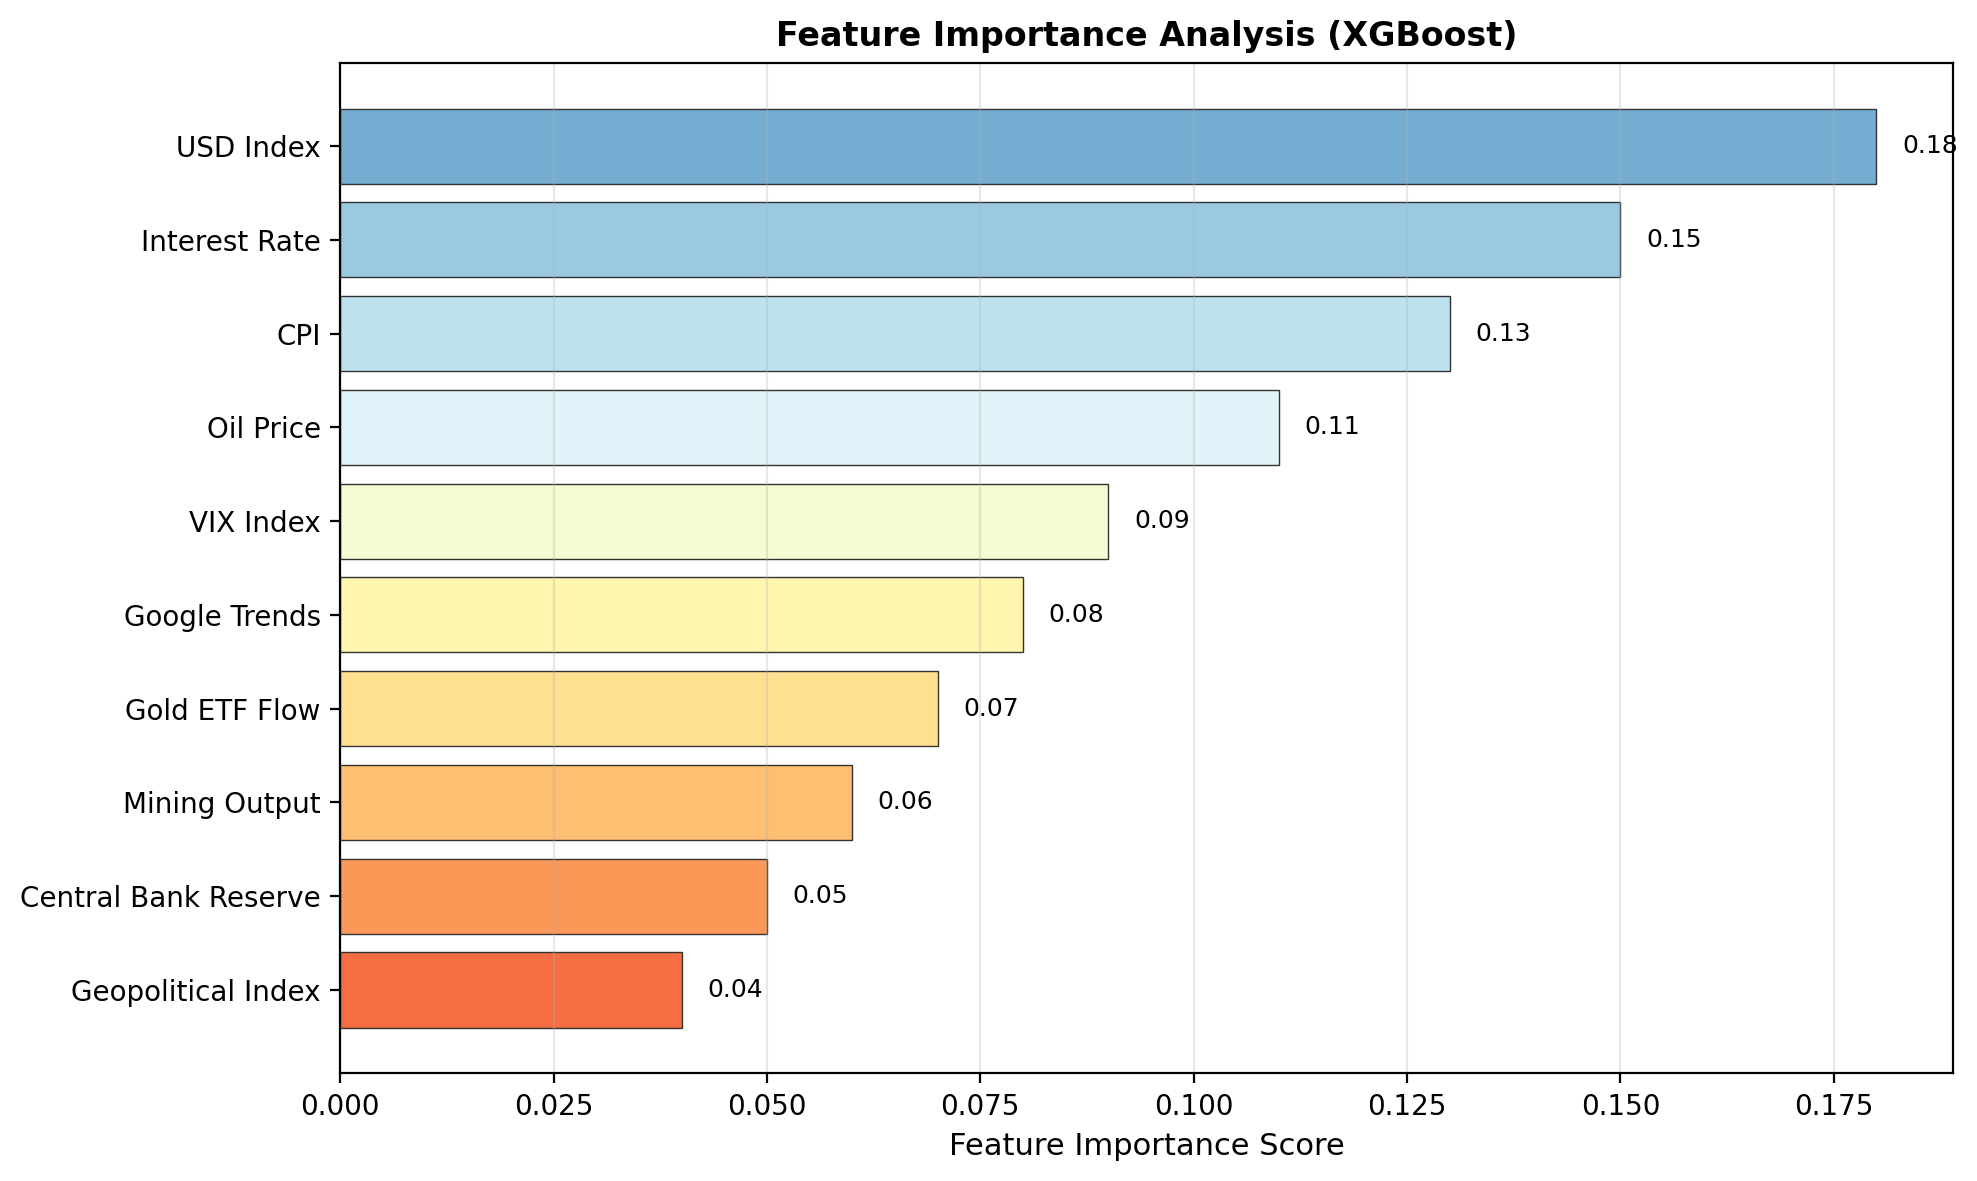 Feature Importance Analysis (XGBoost)
USD Index 0.18
Interest Rate 0.15
CPI 0.13
Oil Price 0.11
VIX Index 0.09
Google Trends 0.08
Gold ETF Flow 0.07
Mining Output 0.06
Central Bank Reserve 0.05
Geopolitical Index 0.04
0.000 0.025 0.050 0.075 0.100 0.125 0.150 0.175
Feature Importance Score